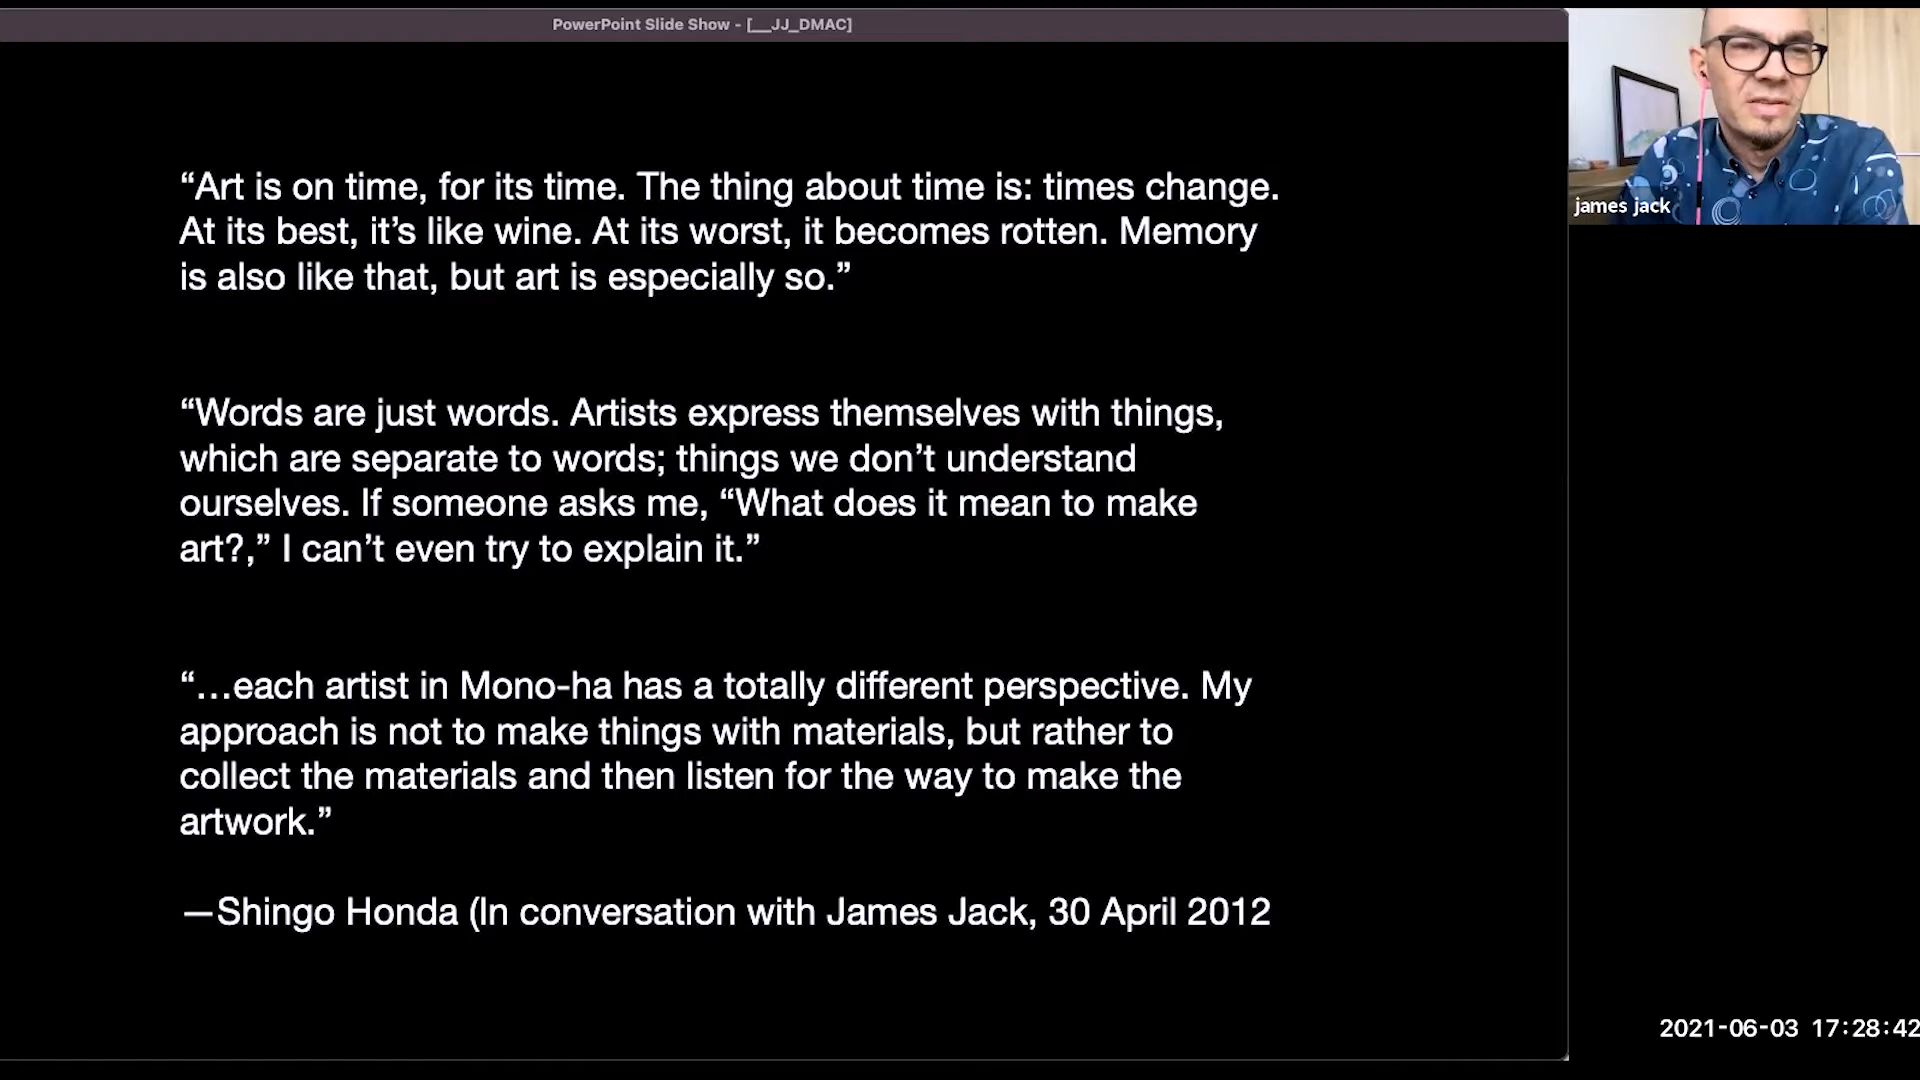 PowerPoint Slide Show - [__JJ_DMAC]
“Art is on time, for its time. The thing about time is: times change.
At its best, it’s like wine. At its worst, it becomes rotten. Memory
is also like that, but art is especially so.”
“Words are just words. Artists express themselves with things,
which are separate to words; things we don’t understand
ourselves. If someone asks me, “What does it mean to make
art?,” I can’t even try to explain it.”
“…each artist in Mono-ha has a totally different perspective. My
approach is not to make things with materials, but rather to
collect the materials and then listen for the way to make the
artwork.”
—Shingo Honda (In conversation with James Jack, 30 April 2012
james jack
2021-06-03 17:28:42